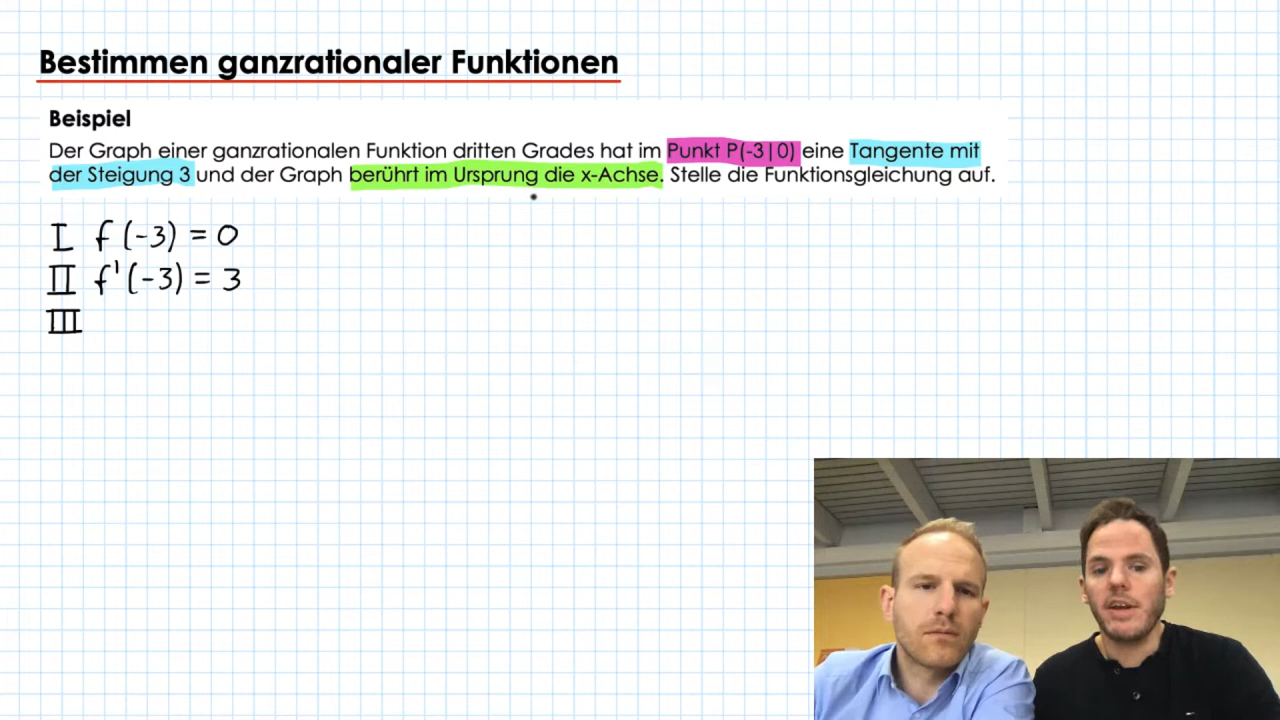 Bestimmen ganzrationaler Funktionen
Beispiel
Der Graph einer ganzrationalen Funktion dritten Grades hat im Punkt P(-3|0) eine Tangente mit
der Steigung 3 und der Graph berührt im Ursprung die x-Achse. Stelle die Funktionsgleichung auf.
I f(-3) = 0
II f'(-3) = 3
III